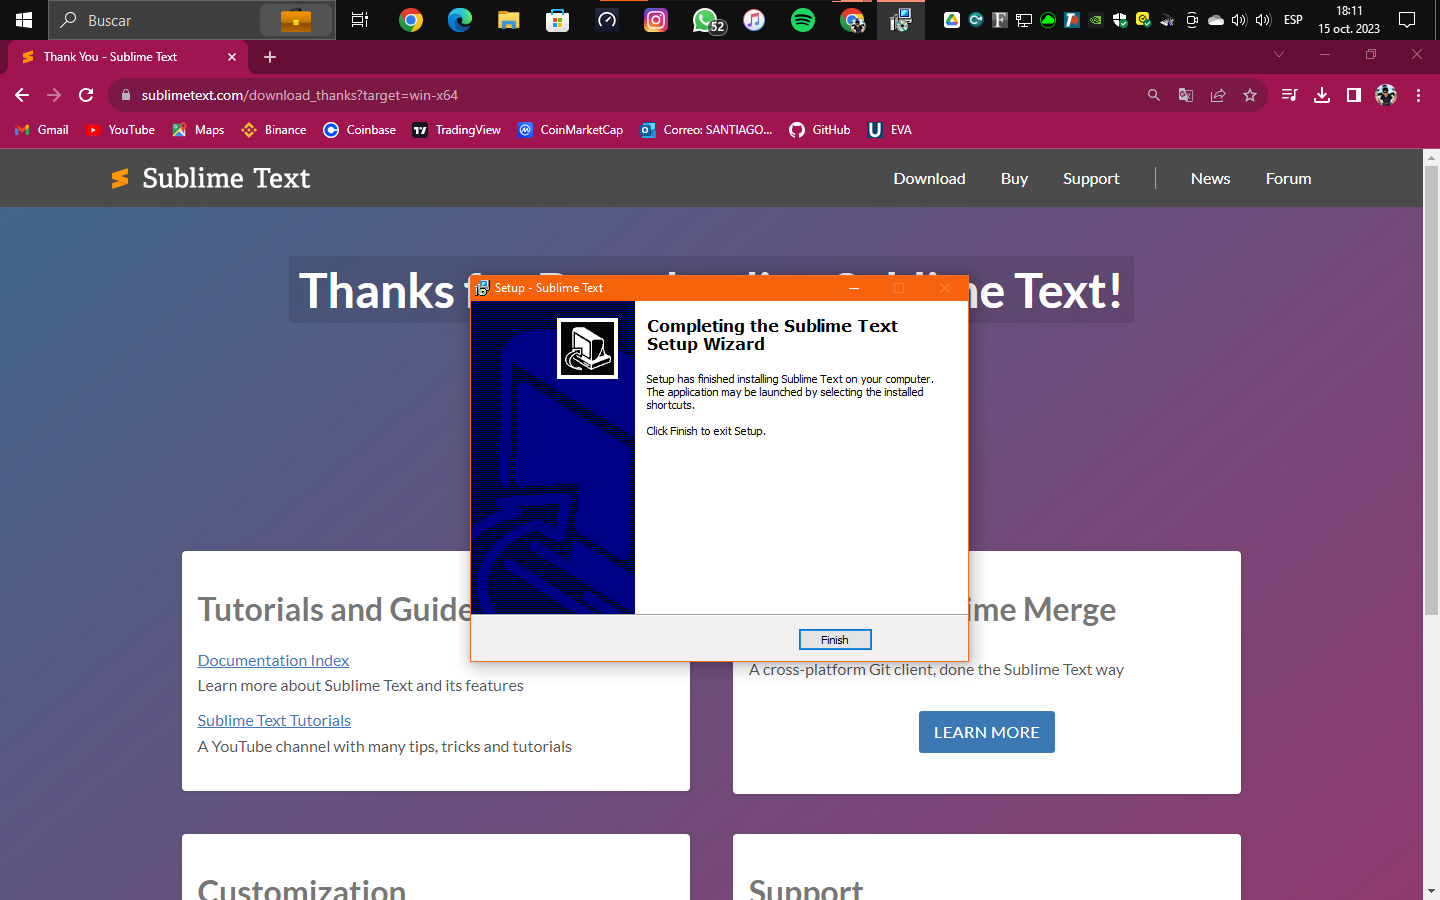 Buscar
52
ESP
18:11
15 oct. 2023
Thank You - Sublime Text
sublimetext.com/download_thanks?target=win-x64
Gmail
YouTube
Maps
Binance
Coinbase
TradingView
CoinMarketCap
Correo: SANTIAGO...
GitHub
EVA
Sublime Text
Download
Buy
Support
News
Forum
Thanks
Text!
Setup - Sublime Text
Completing the Sublime Text
Setup Wizard
Setup has finished installing Sublime Text on your computer.
The application may be launched by selecting the installed
shortcuts.
Click Finish to exit Setup.
Finish
Tutorials and Guide
Documentation Index
Learn more about Sublime Text and its features
Sublime Text Tutorials
A YouTube channel with many tips, tricks and tutorials
ime Merge
A cross-platform Git client, done the Sublime Text way
LEARN MORE
Customization
Support